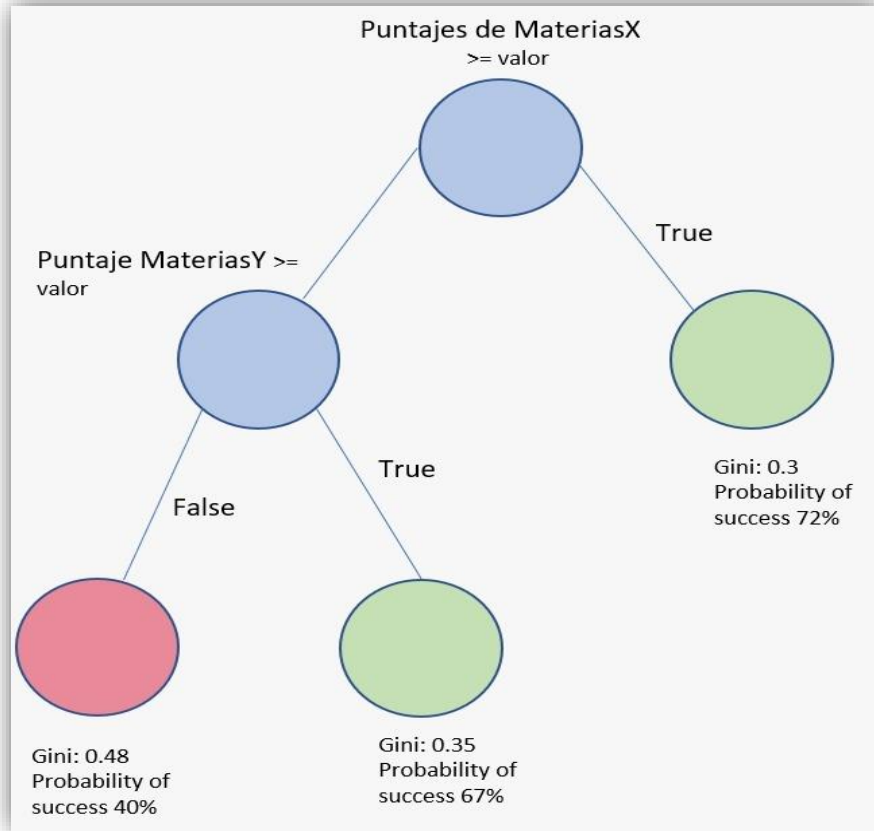 Puntajes de MateriasX
>= valor
True
Puntaje MateriasY >=
valor
True
False
Gini: 0.3
Probability of
success 72%
Gini: 0.48
Probability of
success 40%
Gini: 0.35
Probability of
success 67%